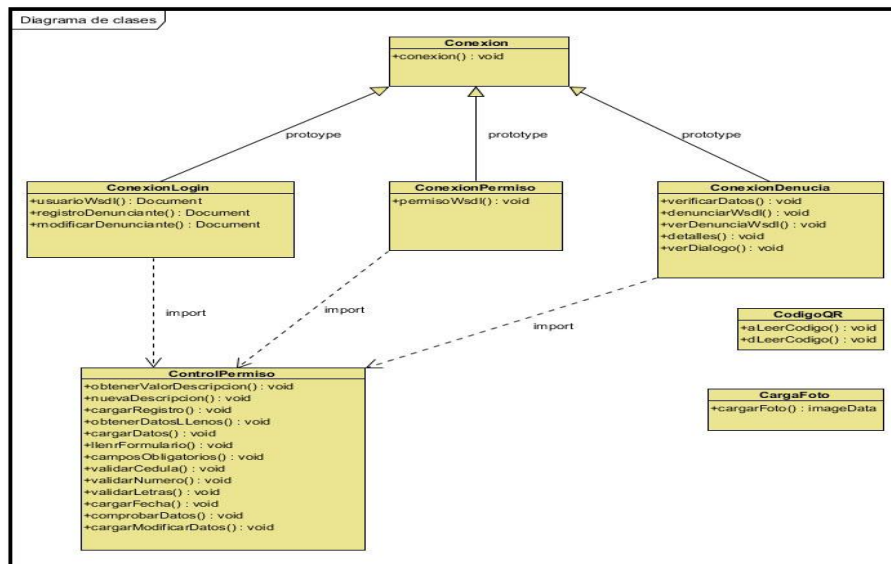 Diagrama de clases
Conexion
+conexion() : void
protoype
prototype
prototype
ConexionLogin
+usuarioWsdl() : Document
+registroDenunciante() : Document
+modificarDenunciante() : Document
ConexionPermiso
+permisoWsdl() : void
ConexionDenucia
+verificarDatos() : void
+denunciarWsdl() : void
+verDenunciaWsdl() : void
+detalles() : void
+verDialogo() : void
import
import
import
CodigoQR
+aLeerCodigo() : void
+dLeerCodigo() : void
ControlPermiso
+obtenerValorDescripcion() : void
+nuevaDescripcion() : void
+cargarRegistro() : void
+obtenerDatosLLenos() : void
+cargarDatos() : void
+llenrFormulario() : void
+camposObligatorios() : void
+validarCedula() : void
+validarNumero() : void
+validarLetras() : void
+cargarFecha() : void
+comprobarDatos() : void
+cargarModificarDatos() : void
CargaFoto
+cargarFoto() : imageData